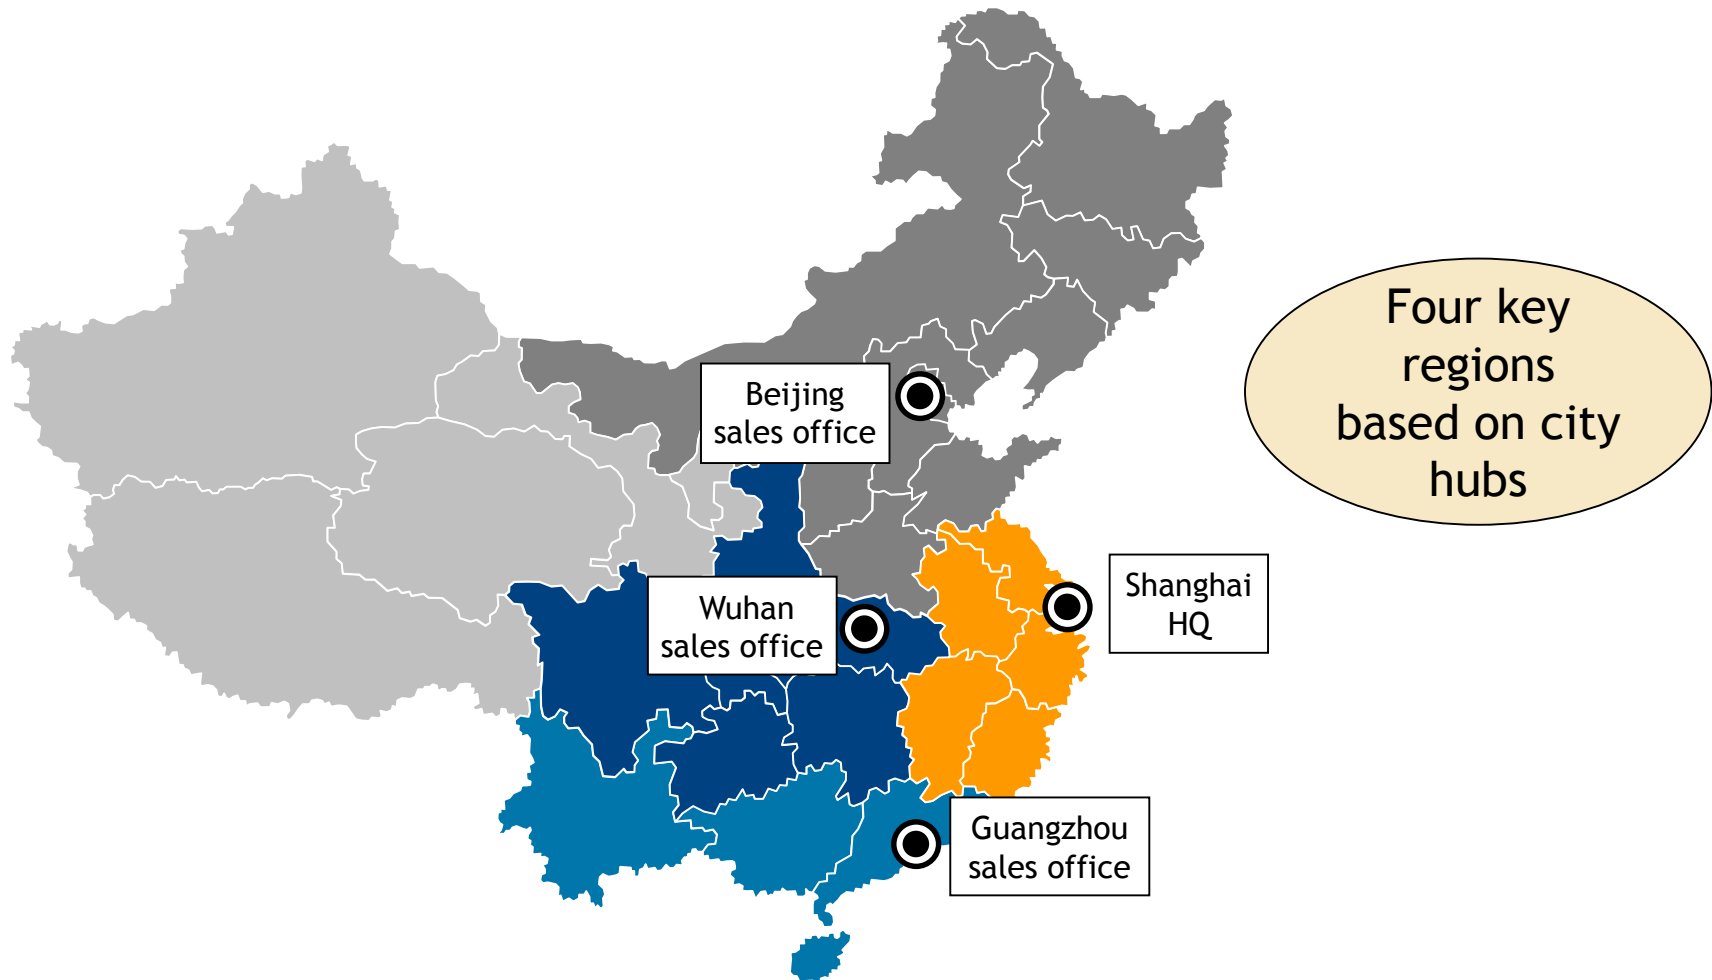 Beijing
sales office
Four key
regions
based on city
hubs
Shanghai
HQ
Wuhan
sales office
Guangzhou
sales office